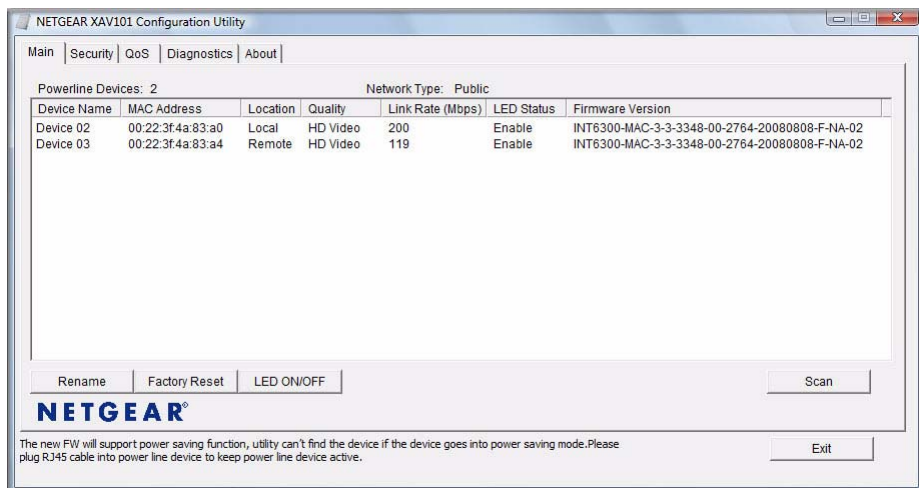 NETGEAR XAV101 Configuration Utility
Main Security QoS Diagnostics About
Powerline Devices: 2 Network Type: Public
Device Name MAC Address Location Quality Link Rate (Mbps) LED Status Firmware Version
Device 02 00:22:3f:4a:83:a0 Local HD Video 200 Enable INT6300-MAC-3-3-3348-00-2764-20080808-F-NA-02
Device 03 00:22:3f:4a:83:a4 Remote HD Video 119 Enable INT6300-MAC-3-3-3348-00-2764-20080808-F-NA-02
Rename Factory Reset LED ON/OFF Scan
NETGEAR®
The new FW will support power saving function, utility can't find the device if the device goes into power saving mode.Please
plug RJ45 cable into power line device to keep power line device active.
Exit